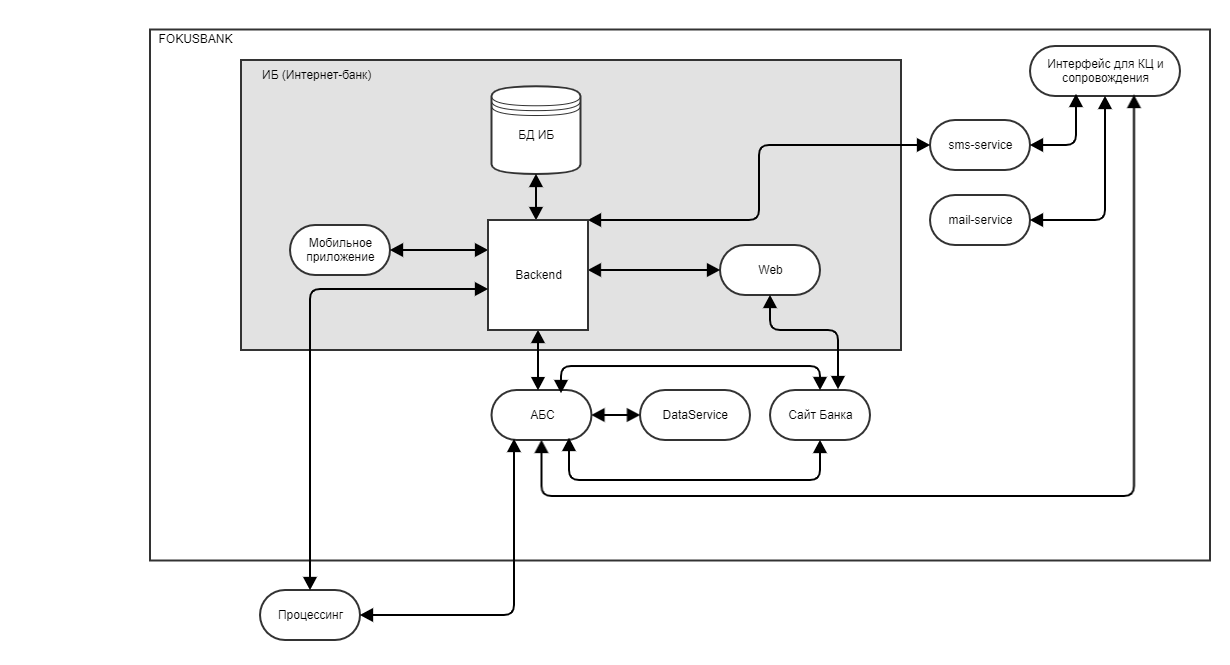 FOKUSBANK
ИБ (Интернет-банк)
Интерфейс для КЦ и
сопровождения
БД ИБ
sms-service
mail-service
Мобильное
приложение
Backend
Web
АБС
DataService
Сайт Банка
Процессинг